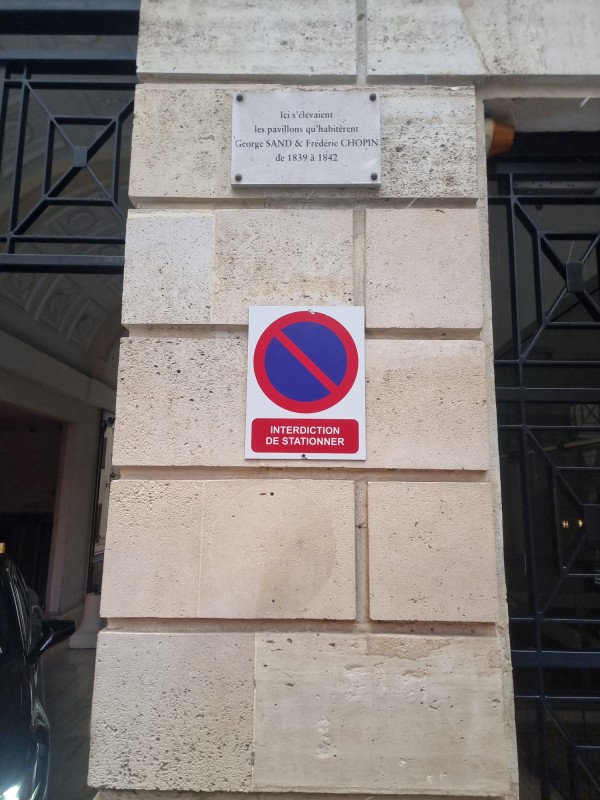 Ici s'élevaient
les pavillons qu'habitèrent
George SAND & Frédéric CHOPIN
de 1839 à 1842
INTERDICTION
DE STATIONNER